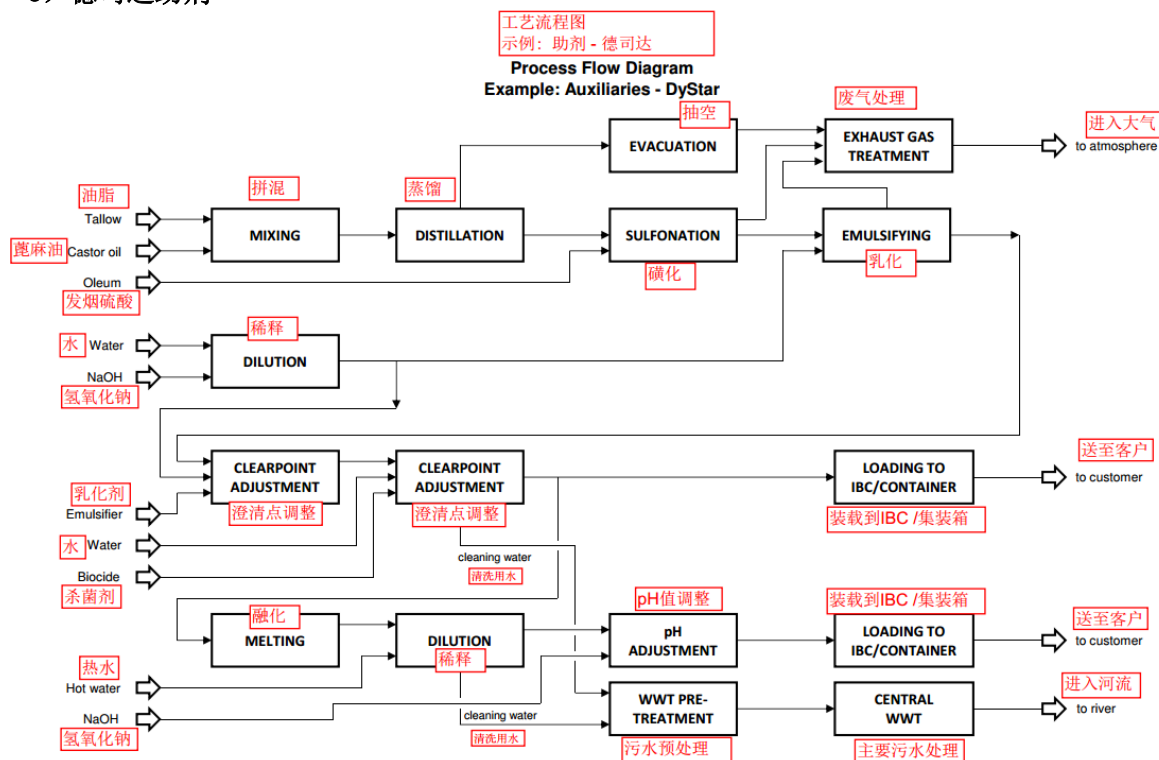 工艺流程图
示例：助剂 - 德司达
Process Flow Diagram
Example: Auxiliaries - DyStar
抽空
EVACUATION
废气处理
EXHAUST GAS
TREATMENT
进入大气
to atmosphere
油脂
Tallow
蓖麻油 Castor oil
Oleum
发烟硫酸
拼混
MIXING
蒸馏
DISTILLATION
SULFONATION
磺化
EMULSIFYING
乳化
水 Water
NaOH
氢氧化钠
稀释
DILUTION
CLEARPOINT
ADJUSTMENT
澄清点调整
CLEARPOINT
ADJUSTMENT
澄清点调整
LOADING TO
IBC/CONTAINER
装载到IBC /集装箱
送至客户
to customer
乳化剂
Emulsifier
水 Water
Biocide
杀菌剂
cleaning water
清洗用水
融化
MELTING
DILUTION
稀释
pH值调整
pH
ADJUSTMENT
装载到IBC /集装箱
LOADING TO
IBC/CONTAINER
送至客户
to customer
热水
Hot water
NaOH
氢氧化钠
cleaning water
清洗用水
WWT PRE-
TREATMENT
污水预处理
CENTRAL
WWT
主要污水处理
进入河流
to river